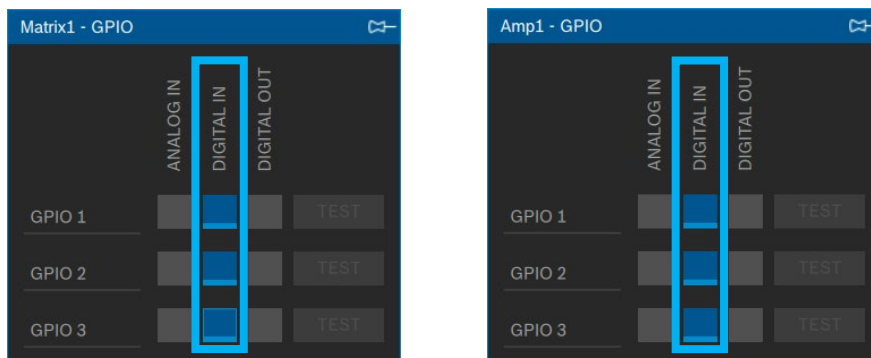 Matrix1 - GPIO
ANALOG IN
DIGITAL IN
DIGITAL OUT
GPIO 1
TEST
GPIO 2
TEST
GPIO 3
TEST
Amp1 - GPIO
ANALOG IN
DIGITAL IN
DIGITAL OUT
GPIO 1
TEST
GPIO 2
TEST
GPIO 3
TEST